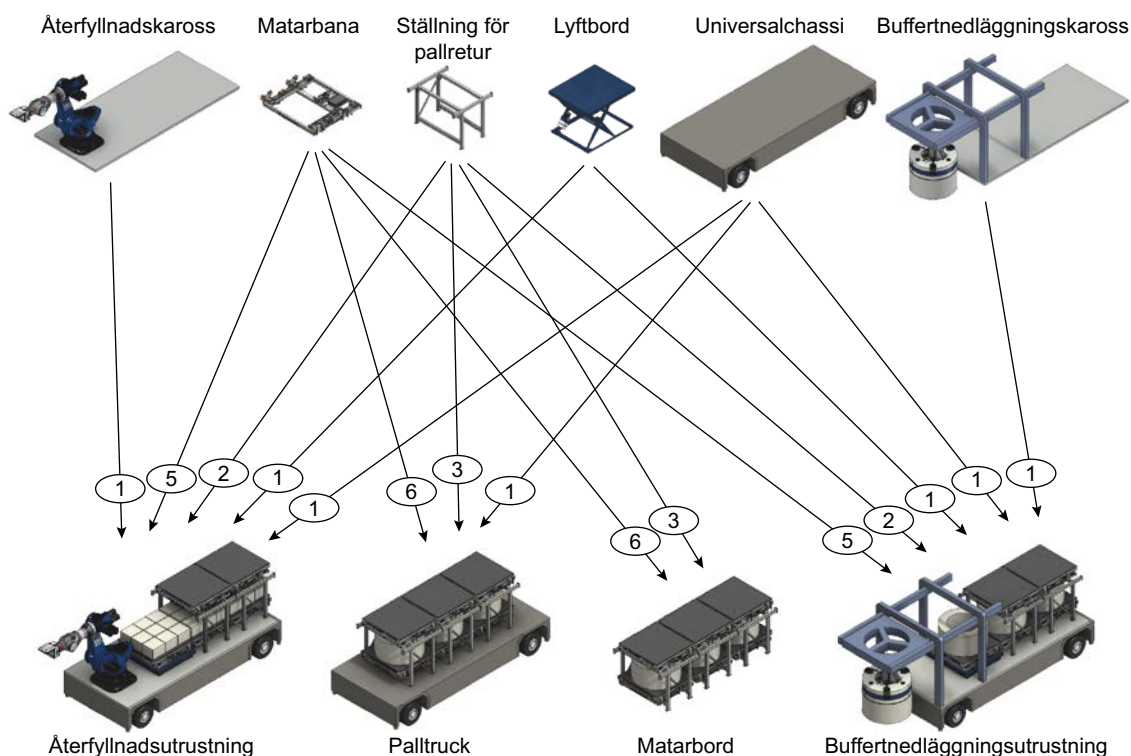 Återfyllnadskaross
Matarbana
Ställning för
pallretur
Lyftbord
Universalchassi
Buffertnedläggningskaross
1
5
2
1
1
6
3
1
6
3
5
2
1
1
1
Återfyllnadsutrustning
Palltruck
Matarbord
Buffertnedläggningsutrustning